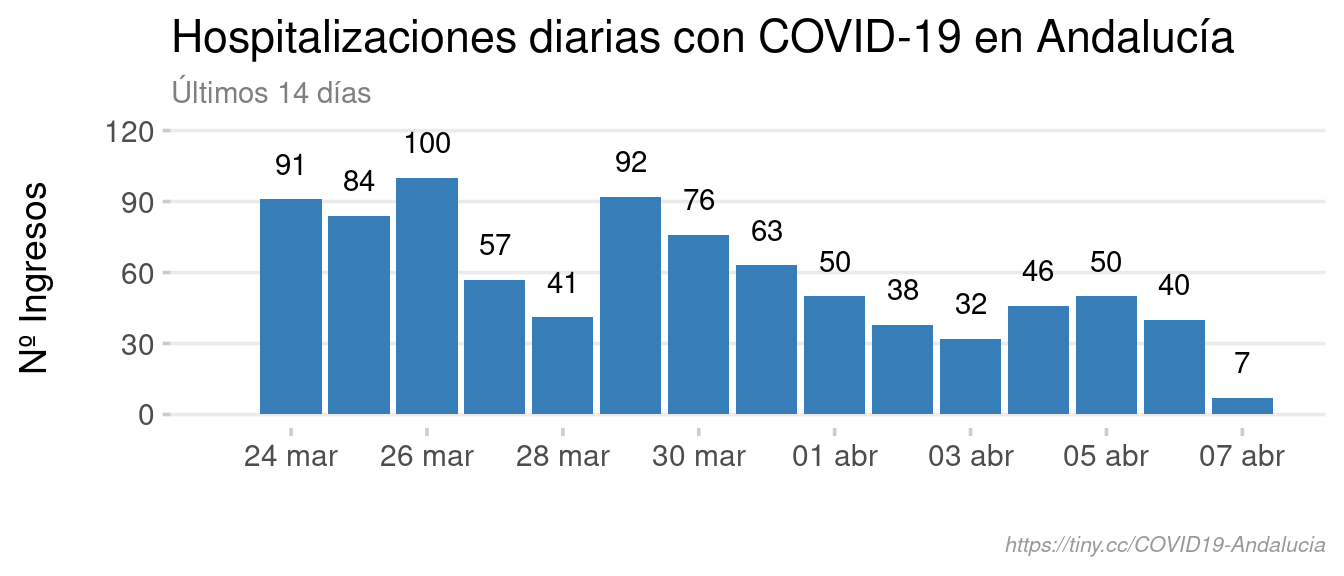 Hospitalizaciones diarias con COVID-19 en Andalucía
Últimos 14 días
Nº Ingresos
120
90
60
30
0
91
84
100
57
41
92
76
63
50
38
32
46
50
40
7
24 mar
26 mar
28 mar
30 mar
01 abr
03 abr
05 abr
07 abr
https://tiny.cc/COVID19-Andalucia